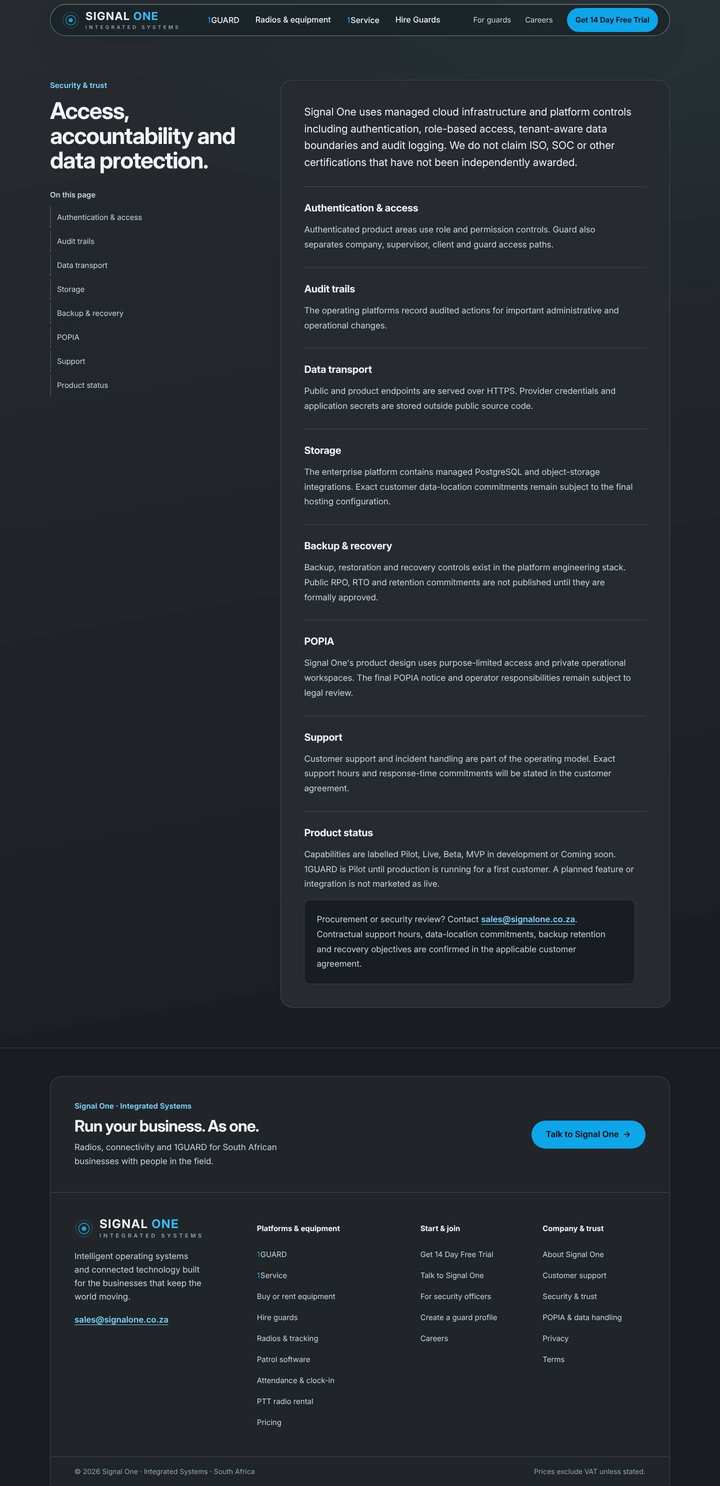 SIGNAL ONE
INTEGRATED SYSTEMS
1GUARD
Radios & equipment
1Service
Hire Guards
For guards
Careers
Get 14 Day Free Trial
Security & trust
Access,
accountability and
data protection.
On this page
Authentication & access
Audit trails
Data transport
Storage
Backup & recovery
POPIA
Support
Product status
Signal One uses managed cloud infrastructure and platform controls
including authentication, role-based access, tenant-aware data
boundaries and audit logging. We do not claim ISO, SOC or other
certifications that have not been independently awarded.
Authentication & access
Authenticated product areas use role and permission controls. Guard also
separates company, supervisor, client and guard access paths.
Audit trails
The operating platforms record audited actions for important administrative and
operational changes.
Data transport
Public and product endpoints are served over HTTPS. Provider credentials and
application secrets are stored outside public source code.
Storage
The enterprise platform contains managed PostgreSQL and object-storage
integrations. Exact customer data-location commitments remain subject to the final
hosting configuration.
Backup & recovery
Backup, restoration and recovery controls exist in the platform engineering stack.
Public RPO, RTO and retention commitments are not published until they are
formally approved.
POPIA
Signal One's product design uses purpose-limited access and private operational
workspaces. The final POPIA notice and operator responsibilities remain subject to
legal review.
Support
Customer support and incident handling are part of the operating model. Exact
support hours and response-time commitments will be stated in the customer
agreement.
Product status
Capabilities are labelled Pilot, Live, Beta, MVP in development or Coming soon.
1GUARD is Pilot until production is running for a first customer. A planned feature or
integration is not marketed as live.
Procurement or security review? Contact sales@signalone.co.za.
Contractual support hours, data-location commitments, backup retention
and recovery objectives are confirmed in the applicable customer
agreement.
Signal One · Integrated Systems
Run your business. As one.
Radios, connectivity and 1GUARD for South African
businesses with people in the field.
Talk to Signal One →
SIGNAL ONE
INTEGRATED SYSTEMS
Intelligent operating systems
and connected technology built
for the businesses that keep the
world moving.
sales@signalone.co.za
Platforms & equipment
1GUARD
1Service
Buy or rent equipment
Hire guards
Radios & tracking
Patrol software
Attendance & clock-in
PTT radio rental
Pricing
Start & join
Get 14 Day Free Trial
Talk to Signal One
For security officers
Create a guard profile
Careers
Company & trust
About Signal One
Customer support
Security & trust
POPIA & data handling
Privacy
Terms
© 2026 Signal One · Integrated Systems · South Africa
Prices exclude VAT unless stated.